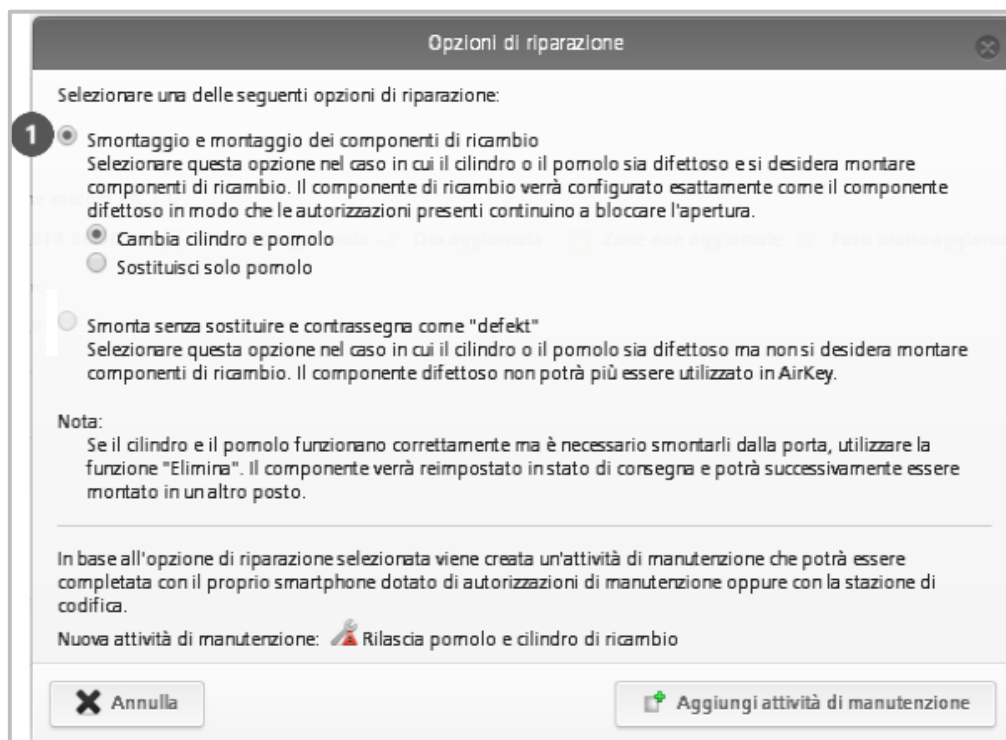 Opzioni di riparazione
Selezionare una delle seguenti opzioni di riparazione:
1
Smontaggio e montaggio dei componenti di ricambio
Selezionare questa opzione nel caso in cui il cilindro o il pomolo sia difettoso e si desidera montare
componenti di ricambio. Il componente di ricambio verrà configurato esattamente come il componente
difettoso in modo che le autorizzazioni presenti continuino a bloccare l'apertura.
Cambia cilindro e pomolo
Sostituisci solo pomolo
Smonta senza sostituire e contrassegna come "defekt"
Selezionare questa opzione nel caso in cui il cilindro o il pomolo sia difettoso ma non si desidera montare
componenti di ricambio. Il componente difettoso non potrà più essere utilizzato in AirKey.
Nota:
Se il cilindro e il pomolo funzionano correttamente ma è necessario smontarli dalla porta, utilizzare la
funzione "Elimina". Il componente verrà reimpostato in stato di consegna e potrà successivamente essere
montato in un altro posto.
In base all'opzione di riparazione selezionata viene creata un'attività di manutenzione che potrà essere
completata con il proprio smartphone dotato di autorizzazioni di manutenzione oppure con la stazione di
codifica.
Nuova attività di manutenzione: Rilascia pomolo e cilindro di ricambio
Annulla
Aggiungi attività di manutenzione